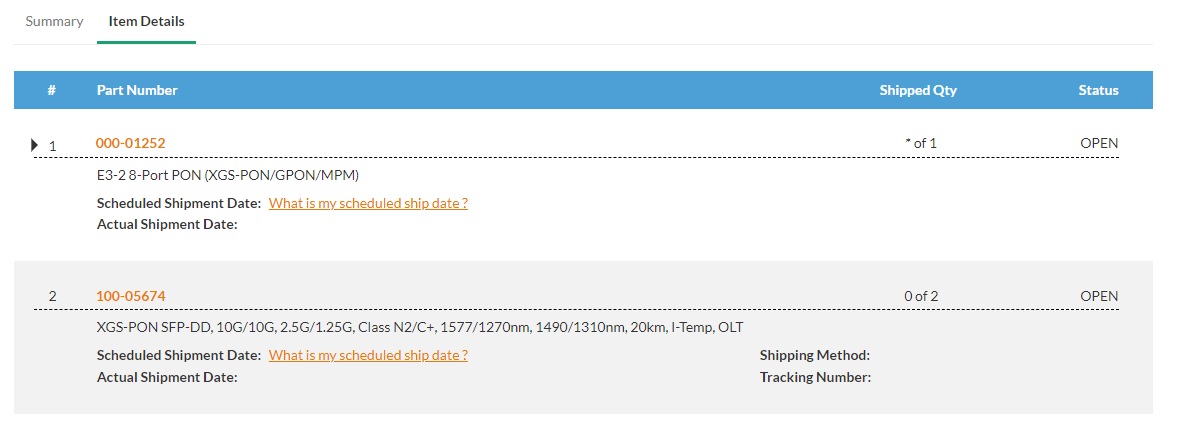 Summary Item Details
# Part Number Shipped Qty Status
1 000-01252 * of 1 OPEN
E3-2 8-Port PON (XGS-PON/GPON/MPM)
Scheduled Shipment Date: What is my scheduled ship date ?
Actual Shipment Date:
2 100-05674 0 of 2 OPEN
XGS-PON SFP-DD, 10G/10G, 2.5G/1.25G, Class N2/C+, 1577/1270nm, 1490/1310nm, 20km, I-Temp, OLT
Scheduled Shipment Date: What is my scheduled ship date ? Shipping Method:
Actual Shipment Date: Tracking Number: